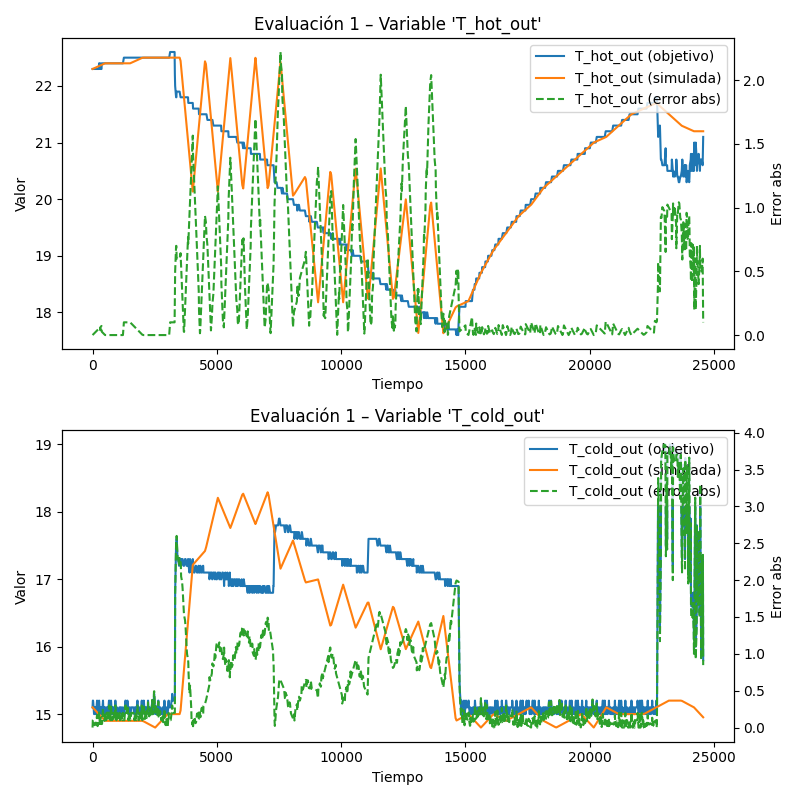 Evaluación 1 – Variable 'T_hot_out'
T_hot_out (objetivo)
T_hot_out (simulada)
T_hot_out (error abs)
Valor
22
21
20
19
18
2.0
1.5
1.0
0.5
0.0
Error abs
0 5000 10000 15000 20000 25000
Tiempo
Evaluación 1 – Variable 'T_cold_out'
T_cold_out (objetivo)
T_cold_out (simulada)
T_cold_out (error abs)
Valor
19
18
17
16
15
4.0
3.5
3.0
2.5
2.0
1.5
1.0
0.5
0.0
Error abs
0 5000 10000 15000 20000 25000
Tiempo